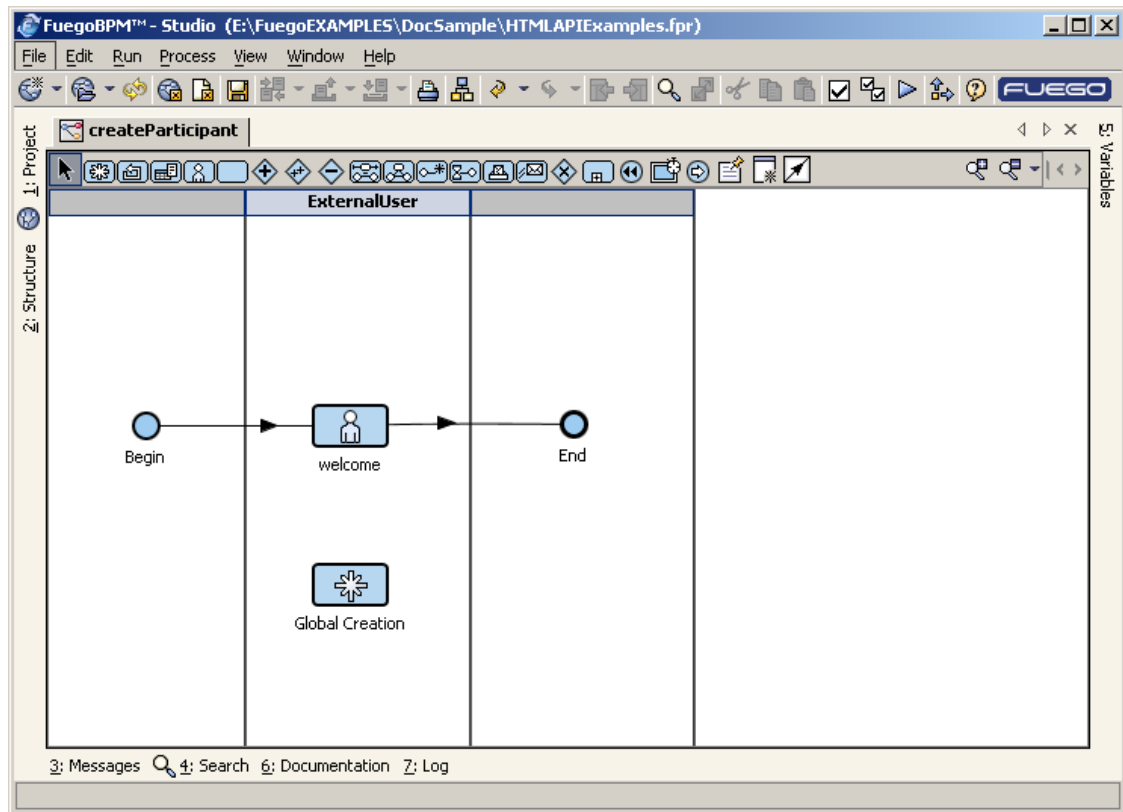 FuegoBPM™ - Studio (E:\FuegoEXAMPLES\DocSample\HTMLAPIExamples.fpr)
File Edit Run Process View Window Help
FUEGO
1: Project
2: Structure
createParticipant
5: Variables
ExternalUser
Begin
welcome
End
Global Creation
3: Messages 4: Search 6: Documentation 7: Log